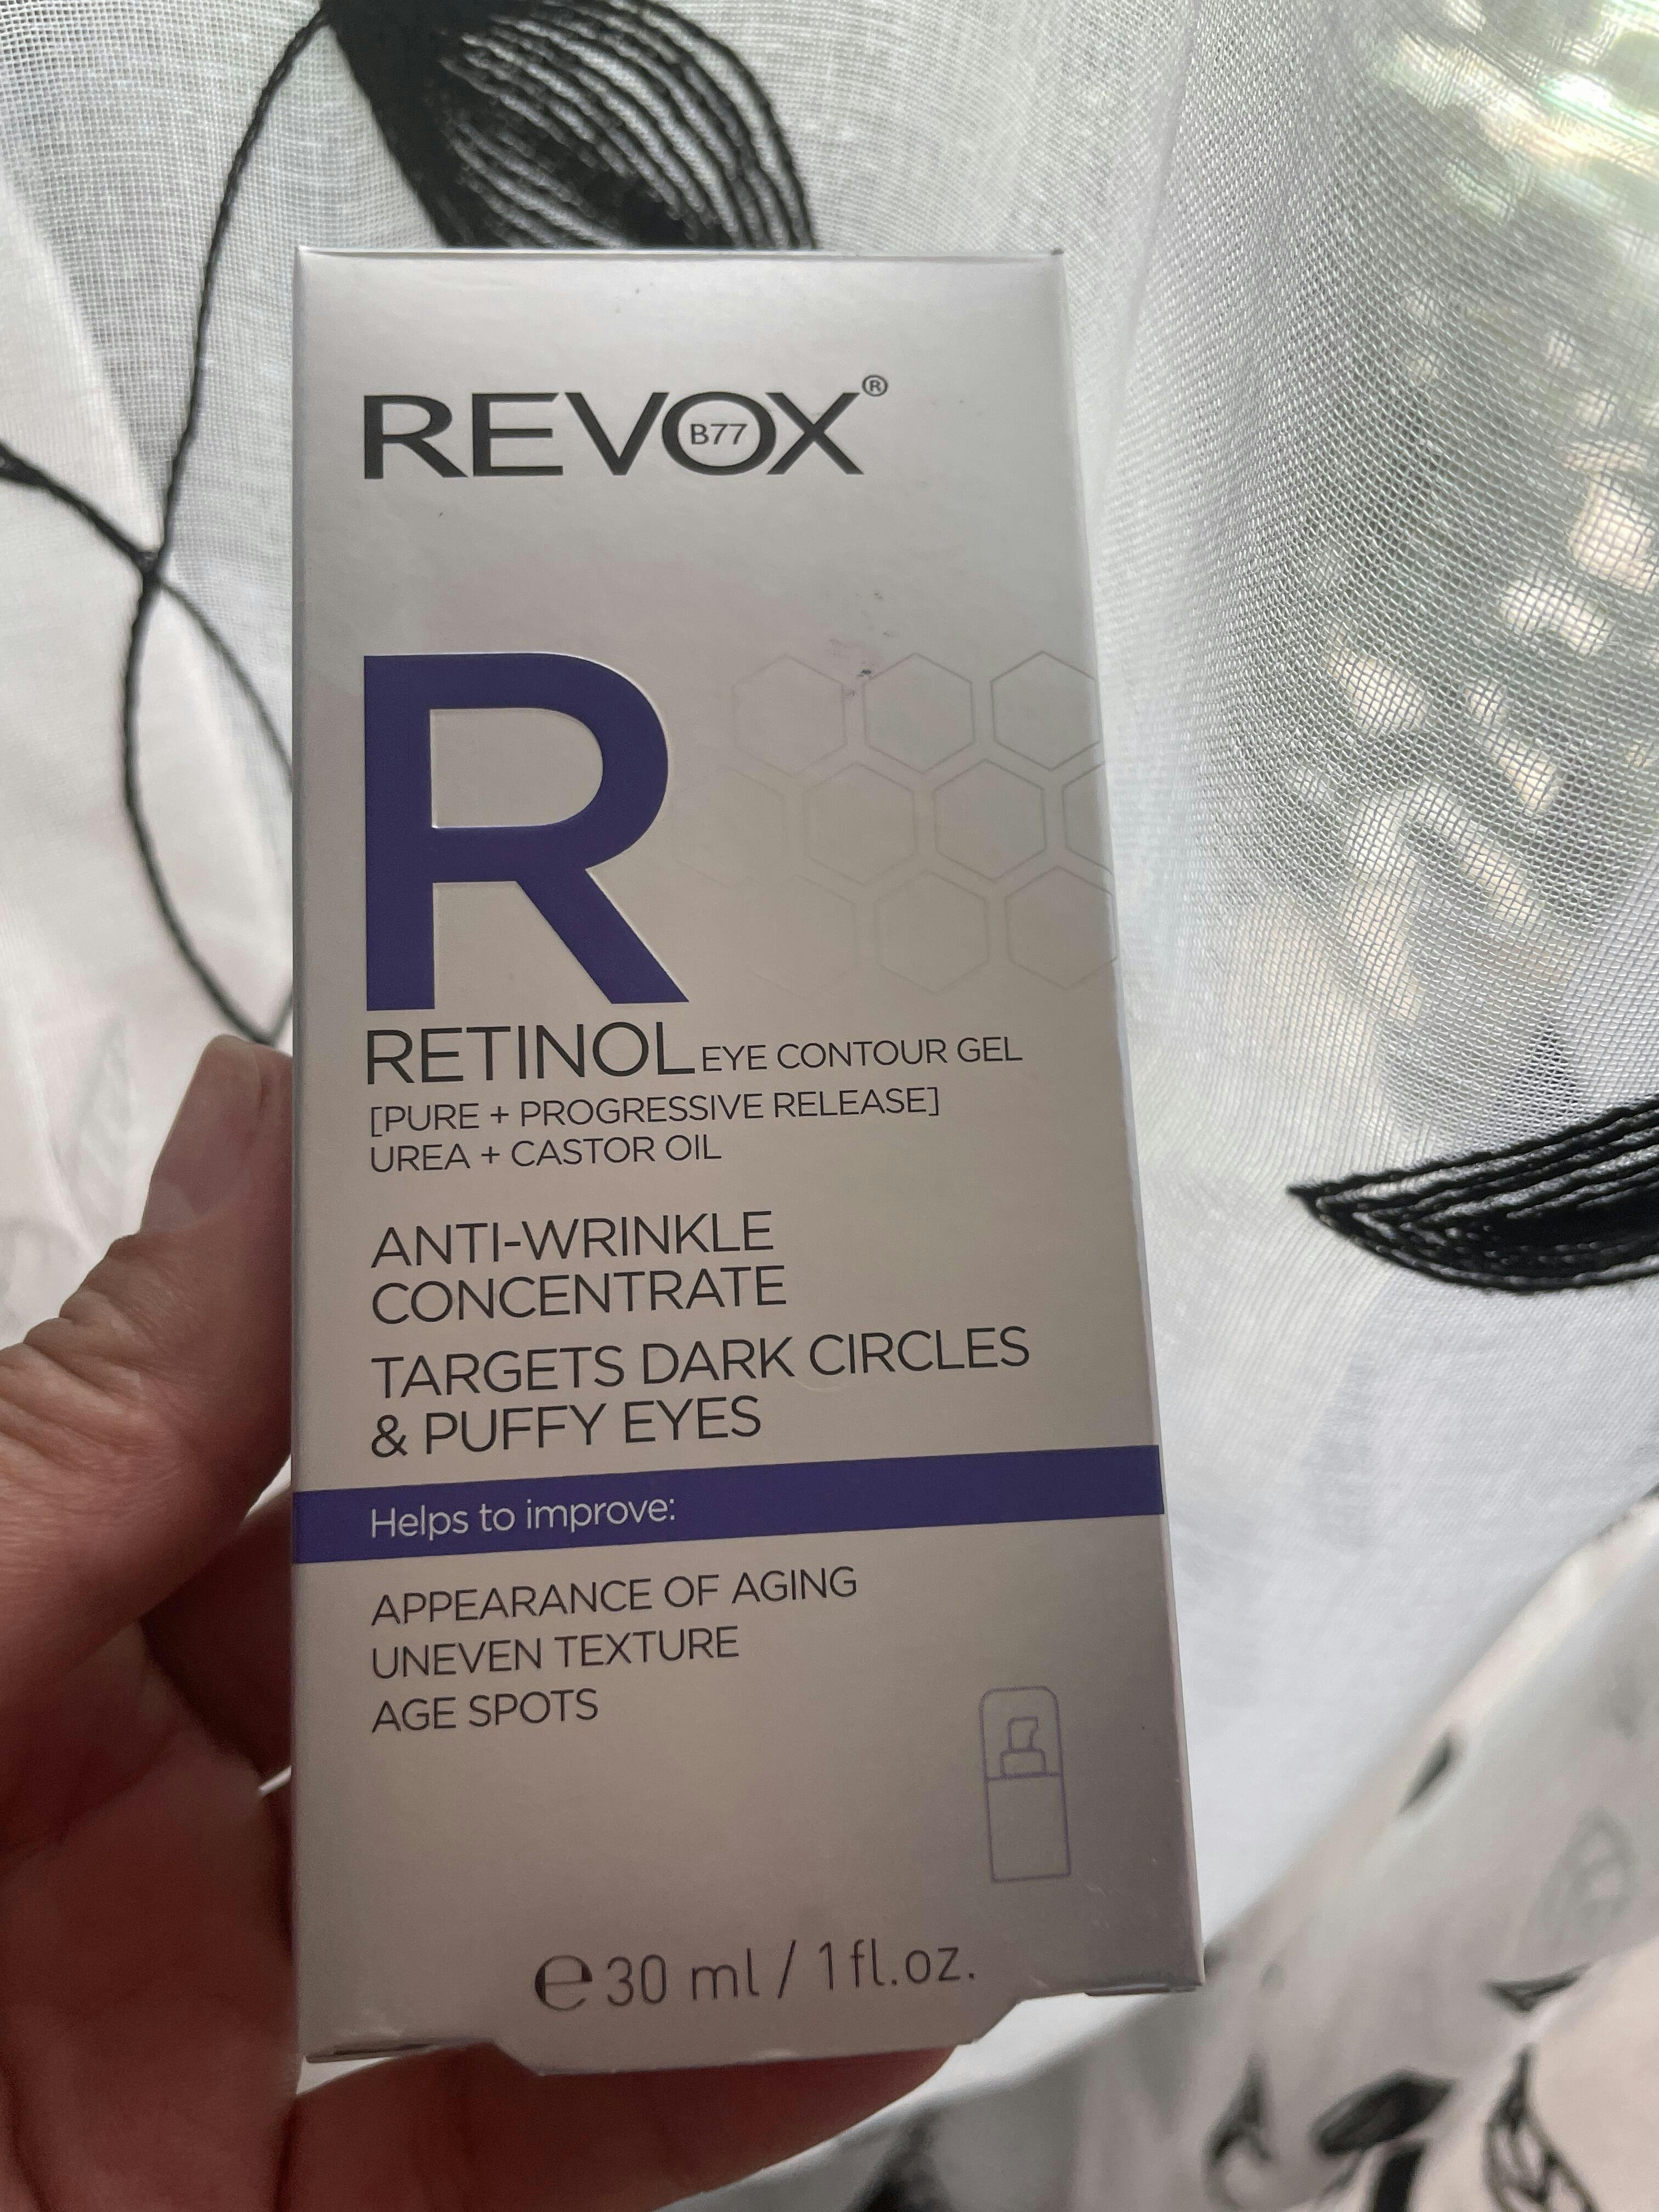 REVOX®
B77
R
RETINOL EYE CONTOUR GEL
[PURE + PROGRESSIVE RELEASE]
UREA + CASTOR OIL
ANTI-WRINKLE
CONCENTRATE
TARGETS DARK CIRCLES
& PUFFY EYES
Helps to improve:
APPEARANCE OF AGING
UNEVEN TEXTURE
AGE SPOTS
℮ 30 ml / 1 fl.oz.